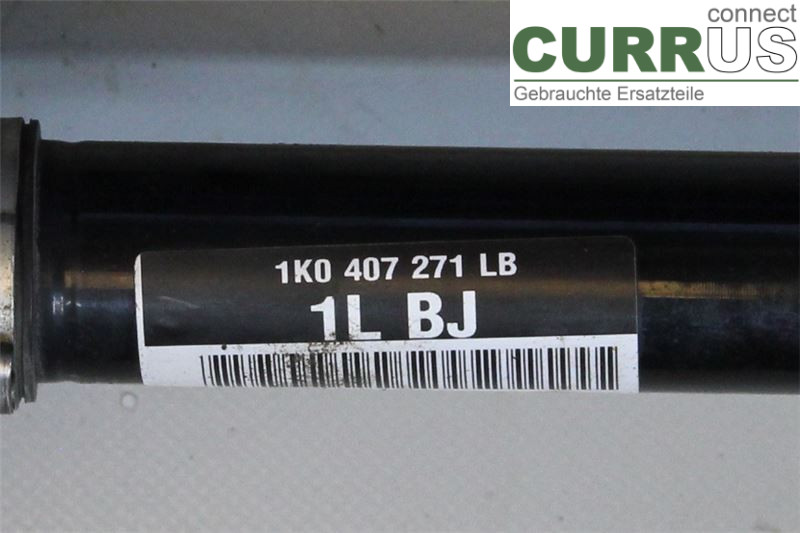 connect
CURRUS
Gebrauchte Ersatzteile
1K0 407 271 LB
1L BJ